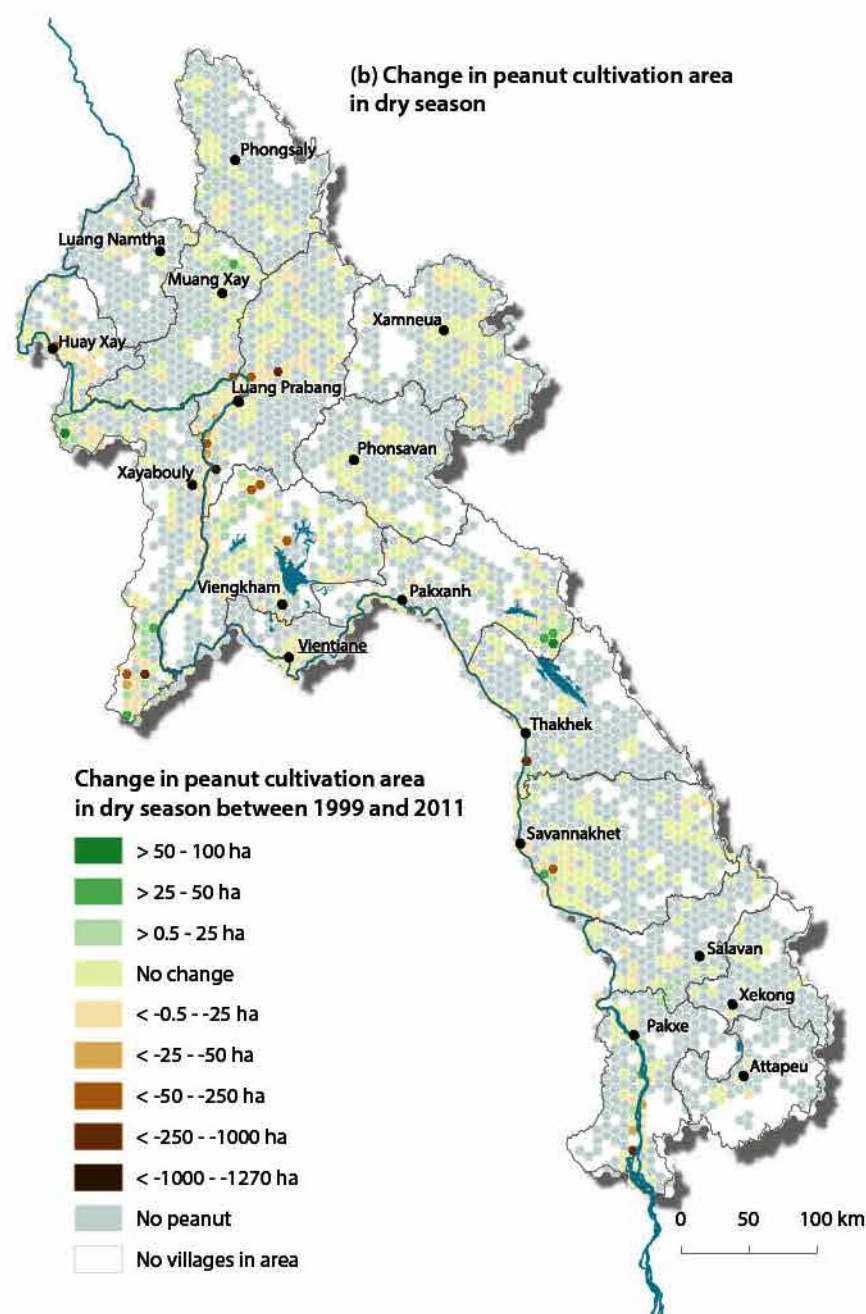 (b) Change in peanut cultivation area
in dry season
Phongsaly
Luang Namtha
Muang Xay
Xamneua
Huay Xay
Luang Prabang
Phonsavan
Xayabouly
Viengkham
Pakxanh
Vientiane
Thakhek
Savannakhet
Salavan
Xekong
Pakxe
Attapeu
Change in peanut cultivation area
in dry season between 1999 and 2011
> 50 - 100 ha
> 25 - 50 ha
> 0.5 - 25 ha
No change
< -0.5 - -25 ha
< -25 - -50 ha
< -50 - -250 ha
< -250 - -1000 ha
< -1000 - -1270 ha
No peanut
No villages in area
0 50 100 km